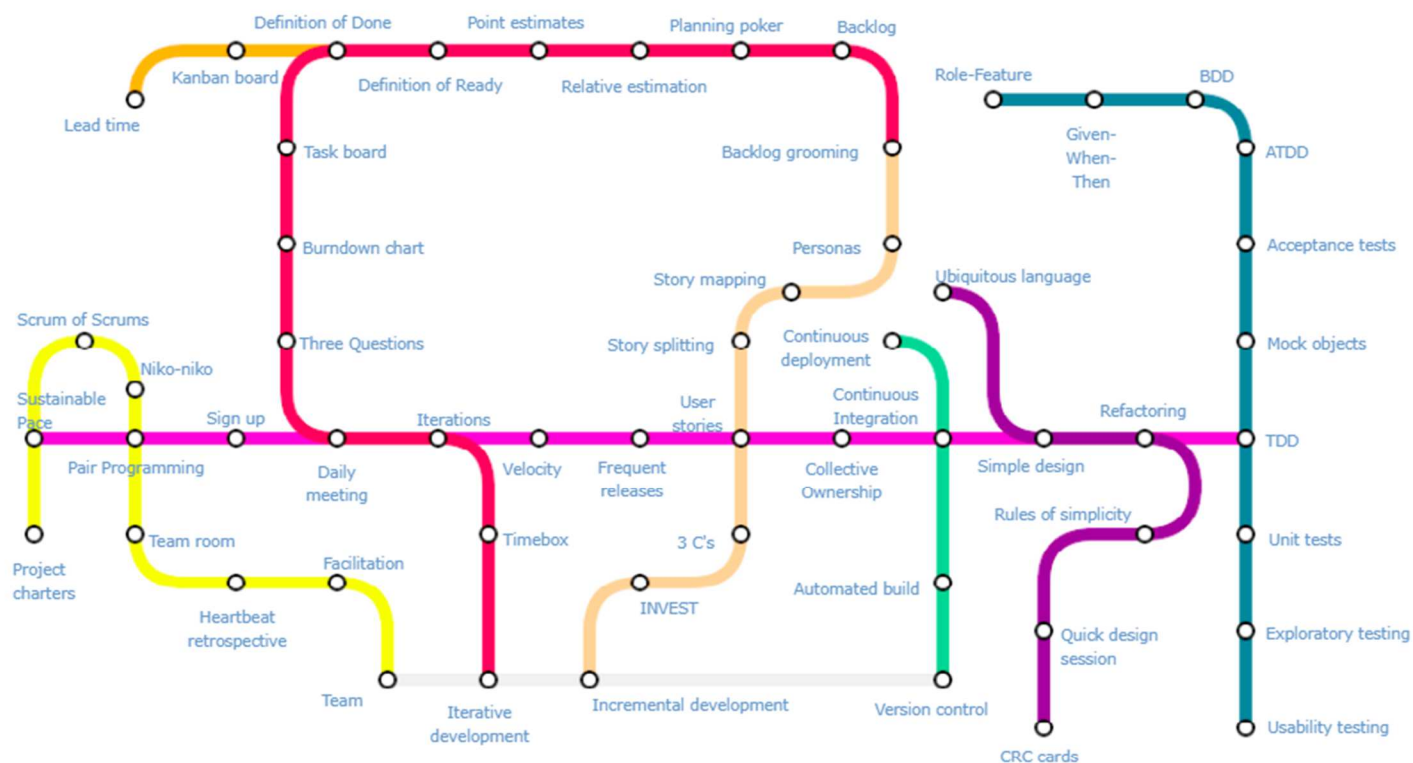 Definition of Done
Point estimates
Planning poker
Backlog
Kanban board
Definition of Ready
Relative estimation
Role-Feature
BDD
Lead time
Given-
When-
Then
Task board
Backlog grooming
ATDD
Burndown chart
Personas
Acceptance tests
Story mapping
Ubiquitous language
Scrum of Scrums
Three Questions
Story splitting
Continuous
deployment
Mock objects
Niko-niko
Sustainable
Pace
Sign up
Iterations
User
stories
Continuous
Integration
Refactoring
TDD
Pair Programming
Daily
meeting
Velocity
Frequent
releases
Collective
Ownership
Simple design
Rules of simplicity
Project
charters
Team room
Timebox
3 C's
Unit tests
Facilitation
Heartbeat
retrospective
INVEST
Automated build
Quick design
session
Exploratory testing
Team
Iterative
development
Incremental development
Version control
CRC cards
Usability testing